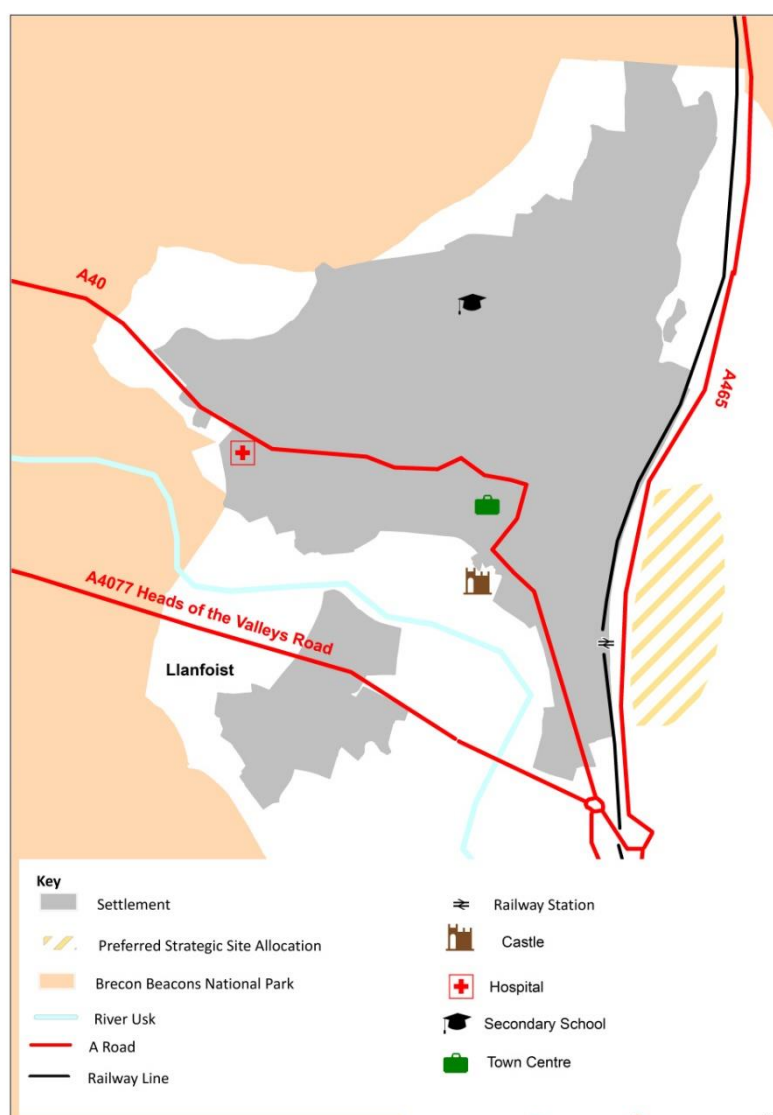 A40
A465
A4077 Heads of the Valleys Road
Llanfoist
Key
Settlement
Preferred Strategic Site Allocation
Brecon Beacons National Park
River Usk
A Road
Railway Line
Railway Station
Castle
Hospital
Secondary School
Town Centre